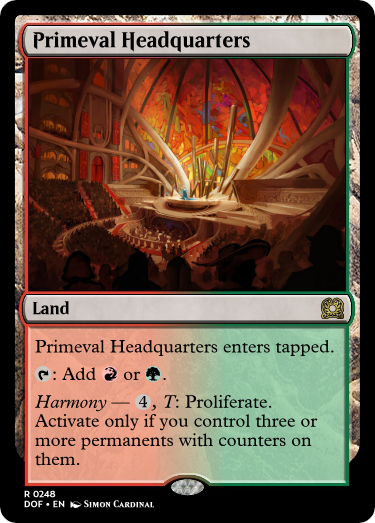 Primeval Headquarters
Land
Primeval Headquarters enters tapped.
: Add or .
Harmony — 4, T: Proliferate.
Activate only if you control three or
more permanents with counters on
them.
R 0248
DOF • EN Simon Cardinal